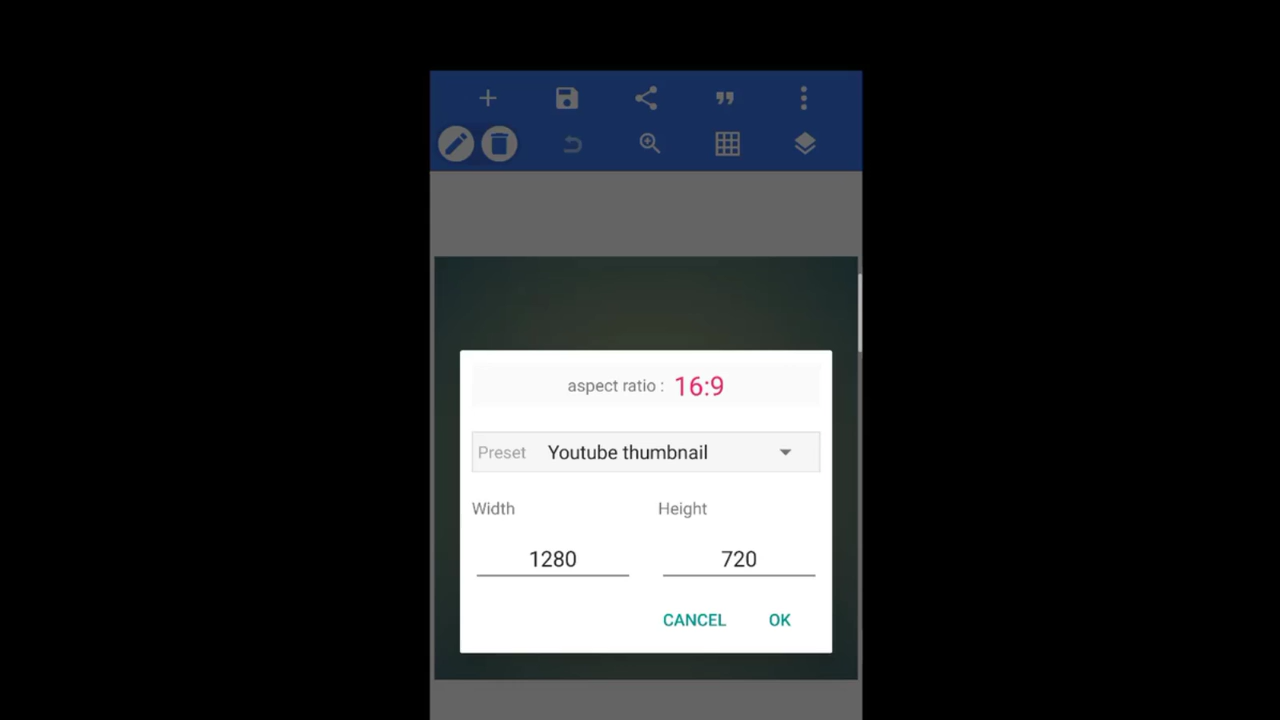 aspect ratio : 16:9
Preset Youtube thumbnail
Width Height
1280 720
CANCEL OK